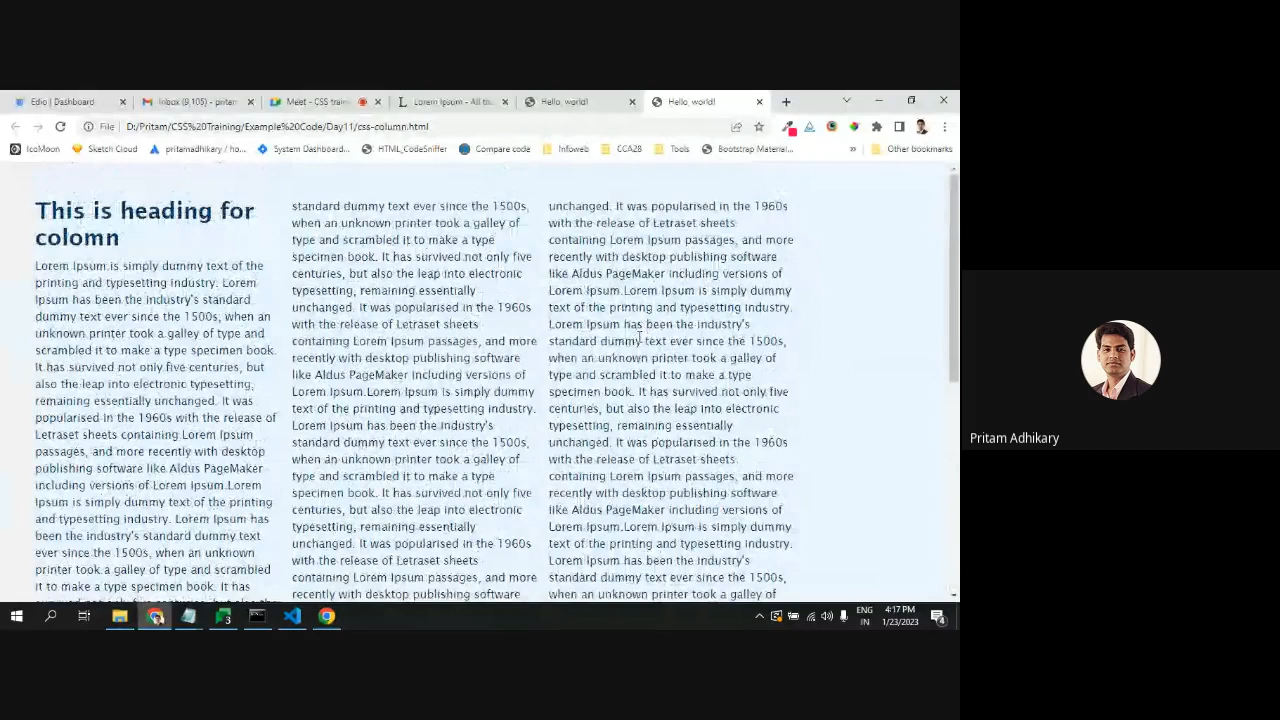 Edio | Dashboard
Inbox (9,105) - pritam
Meet - CSS train
Lorem Ipsum - All th
Hello, world!
Hello, world!
File
D:/Pritam/CSS%20Training/Example%20Code/Day11/css-column.html
IcoMoon
Sketch Cloud
pritamadhikary / ho...
System Dashboard...
HTML_CodeSniffer
Compare code
Infoweb
CCA28
Tools
Bootstrap Material...
»
Other bookmarks
This is heading for
colomn
Lorem Ipsum is simply dummy text of the
printing and typesetting industry. Lorem
Ipsum has been the industry's standard
dummy text ever since the 1500s, when an
unknown printer took a galley of type and
scrambled it to make a type specimen book.
It has survived not only five centuries, but
also the leap into electronic typesetting,
remaining essentially unchanged. It was
popularised in the 1960s with the release of
Letraset sheets containing Lorem Ipsum
passages, and more recently with desktop
publishing software like Aldus PageMaker
including versions of Lorem Ipsum.Lorem
Ipsum is simply dummy text of the printing
and typesetting industry. Lorem Ipsum has
been the industry's standard dummy text
ever since the 1500s, when an unknown
printer took a galley of type and scrambled
it to make a type specimen book. It has
standard dummy text ever since the 1500s,
when an unknown printer took a galley of
type and scrambled it to make a type
specimen book. It has survived not only five
centuries, but also the leap into electronic
typesetting, remaining essentially
unchanged. It was popularised in the 1960s
with the release of Letraset sheets
containing Lorem Ipsum passages, and more
recently with desktop publishing software
like Aldus PageMaker including versions of
Lorem Ipsum.Lorem Ipsum is simply dummy
text of the printing and typesetting industry.
Lorem Ipsum has been the industry's
standard dummy text ever since the 1500s,
when an unknown printer took a galley of
type and scrambled it to make a type
specimen book. It has survived not only five
centuries, but also the leap into electronic
typesetting, remaining essentially
unchanged. It was popularised in the 1960s
with the release of Letraset sheets
containing Lorem Ipsum passages, and more
recently with desktop publishing software
unchanged. It was popularised in the 1960s
with the release of Letraset sheets
containing Lorem Ipsum passages, and more
recently with desktop publishing software
like Aldus PageMaker including versions of
Lorem Ipsum.Lorem Ipsum is simply dummy
text of the printing and typesetting industry.
Lorem Ipsum has been the industry's
standard dummy text ever since the 1500s,
when an unknown printer took a galley of
type and scrambled it to make a type
specimen book. It has survived not only five
centuries, but also the leap into electronic
typesetting, remaining essentially
unchanged. It was popularised in the 1960s
with the release of Letraset sheets
containing Lorem Ipsum passages, and more
recently with desktop publishing software
like Aldus PageMaker including versions of
Lorem Ipsum.Lorem Ipsum is simply dummy
text of the printing and typesetting industry.
Lorem Ipsum has been the industry's
standard dummy text ever since the 1500s,
when an unknown printer took a galley of
Pritam Adhikary
3
ENG
IN
4:17 PM
1/23/2023
4